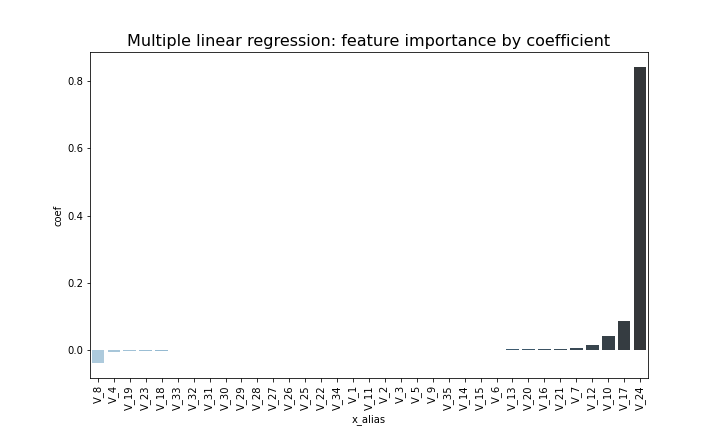 Multiple linear regression: feature importance by coefficient
0.8
0.6
0.4
0.2
0.0
coef
V_8
V_4
V_19
V_23
V_18
V_33
V_32
V_31
V_30
V_29
V_28
V_27
V_26
V_25
V_22
V_34
V_1
V_11
V_2
V_3
V_5
V_9
V_35
V_14
V_15
V_6
V_13
V_20
V_16
V_21
V_7
V_12
V_10
V_17
V_24
x_alias